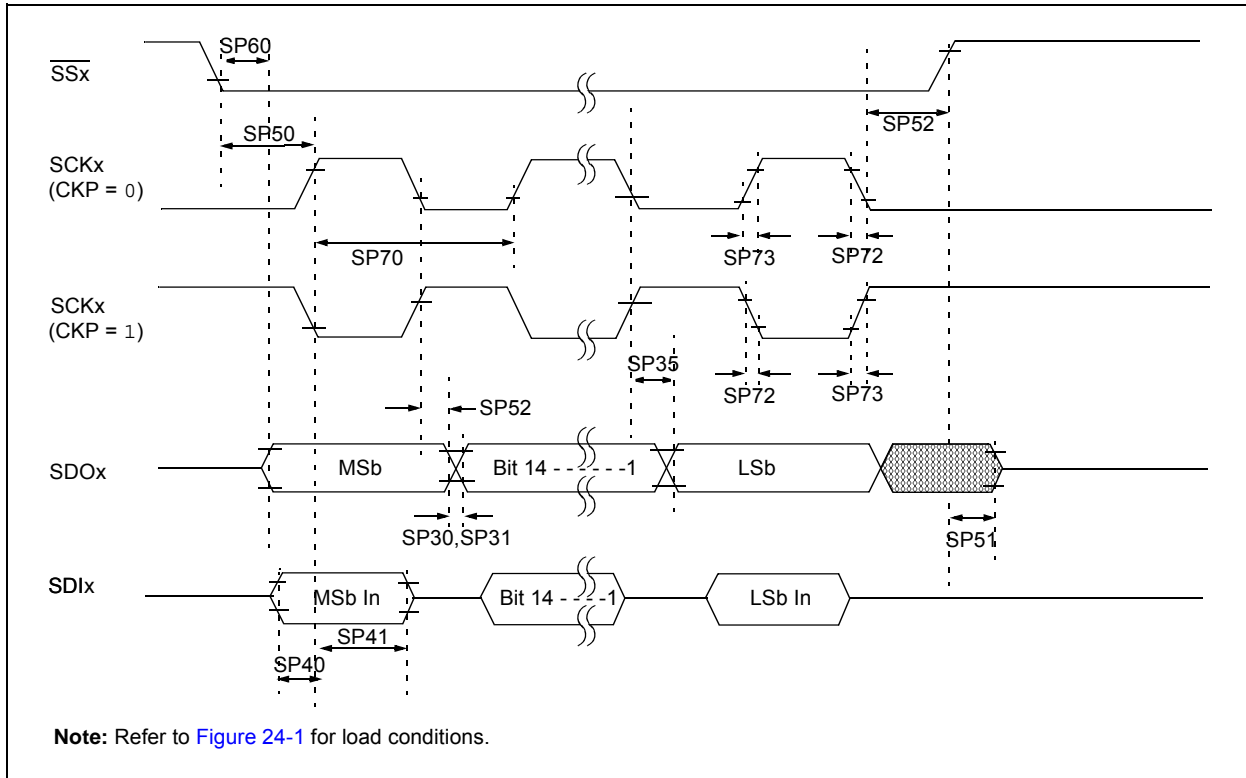 SP60
SSx
SP52
SP50
SCKx
(CKP = 0)
SP70
SP73
SP72
SCKx
(CKP = 1)
SP35
SP72
SP73
SP52
SDOx
MSb
Bit 14 - - - - - -1
LSb
SP30,SP31
SP51
SDIx
MSb In
Bit 14 - - - -1
LSb In
SP41
SP40
Note: Refer to Figure 24-1 for load conditions.